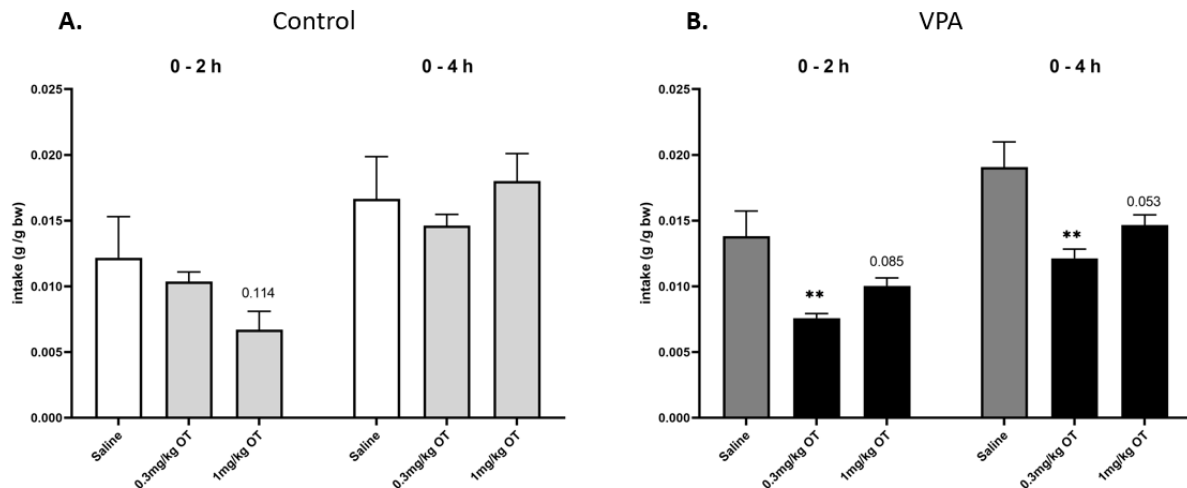 A.
Control
0 - 2 h
0 - 4 h
intake (g /g bw)
0.025
0.020
0.015
0.010
0.005
0.000
0.114
Saline
0.3mg/kg OT
1mg/kg OT
Saline
0.3mg/kg OT
1mg/kg OT
B.
VPA
0 - 2 h
0 - 4 h
intake (g /g bw)
0.025
0.020
0.015
0.010
0.005
0.000
**
0.085
**
0.053
Saline
0.3mg/kg OT
1mg/kg OT
Saline
0.3mg/kg OT
1mg/kg OT